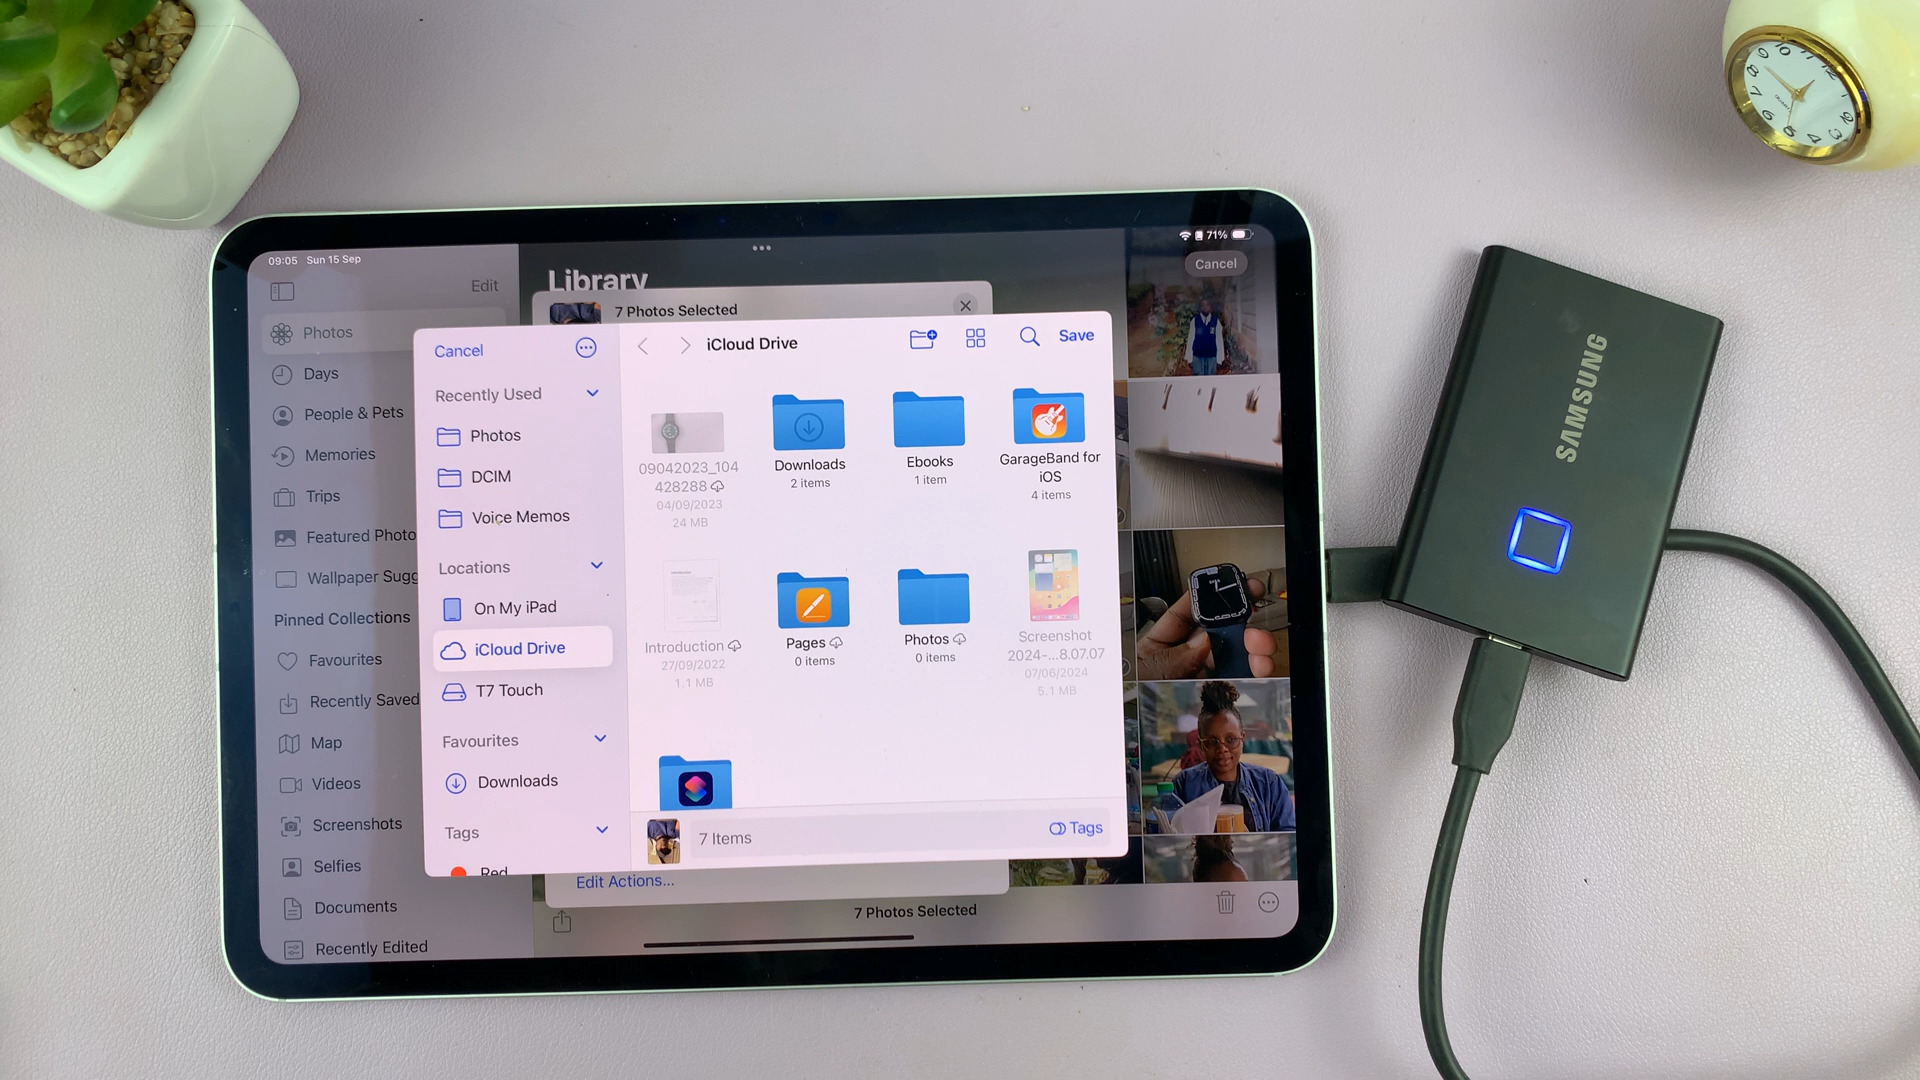 09:05 Sun 15 Sep
71%
Edit
Library
Cancel
7 Photos Selected
Photos
Days
People & Pets
Memories
Trips
Featured Photo
Wallpaper Sugg
Pinned Collections
Favourites
Recently Saved
Map
Videos
Screenshots
Selfies
Documents
Recently Edited
Cancel
Recently Used
Photos
DCIM
Voice Memos
Locations
On My iPad
iCloud Drive
T7 Touch
Favourites
Downloads
Tags
Red
iCloud Drive
Save
09042023_104
428288
04/09/2023
24 MB
Downloads
2 items
Ebooks
1 item
GarageBand for
iOS
4 items
Introduction
27/09/2022
1.1 MB
Pages
0 items
Photos
0 items
Screenshot
2024-...8.07.07
07/06/2024
5.1 MB
7 Items
Tags
Edit Actions...
7 Photos Selected
SAMSUNG